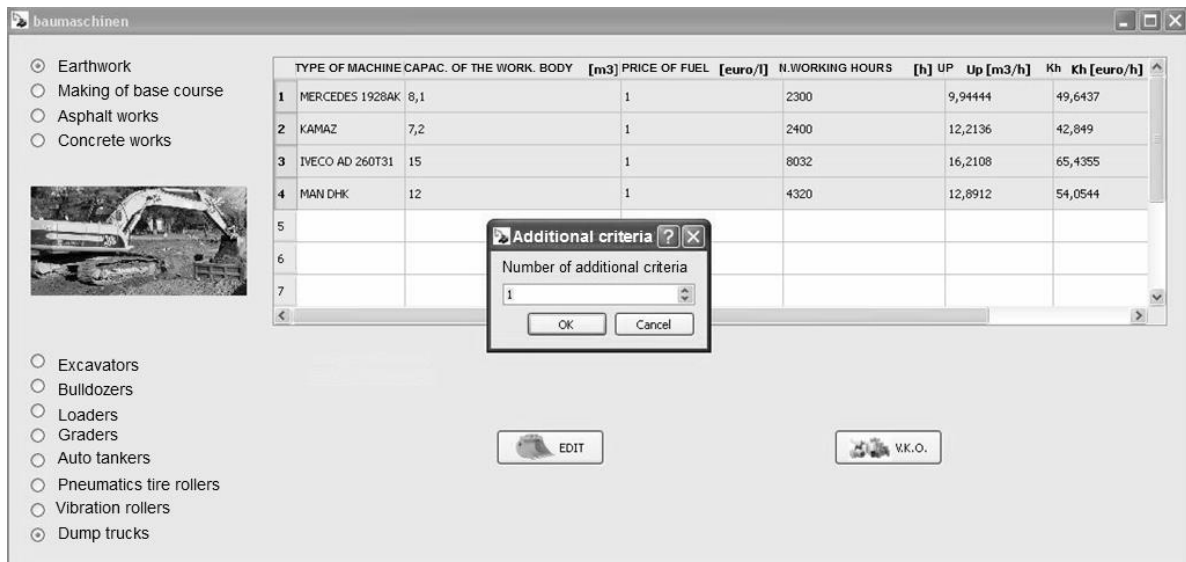 baumaschinen
Earthwork
Making of base course
Asphalt works
Concrete works
TYPE OF MACHINE CAPAC. OF THE WORK. BODY [m3] PRICE OF FUEL [euro/l] N.WORKING HOURS [h] UP Up [m3/h] Kh Kh [euro/h]
1 MERCEDES 1928AK 8,1 1 2300 9,94444 49,6437
2 KAMAZ 7,2 1 2400 12,2136 42,849
3 IVECO AD 260T31 15 1 8032 16,2108 65,4355
4 MAN DHK 12 1 4320 12,8912 54,0544
5
6
7
Additional criteria
Number of additional criteria
1
OK Cancel
Excavators
Bulldozers
Loaders
Graders
Auto tankers
Pneumatics tire rollers
Vibration rollers
Dump trucks
EDIT
V.K.O.